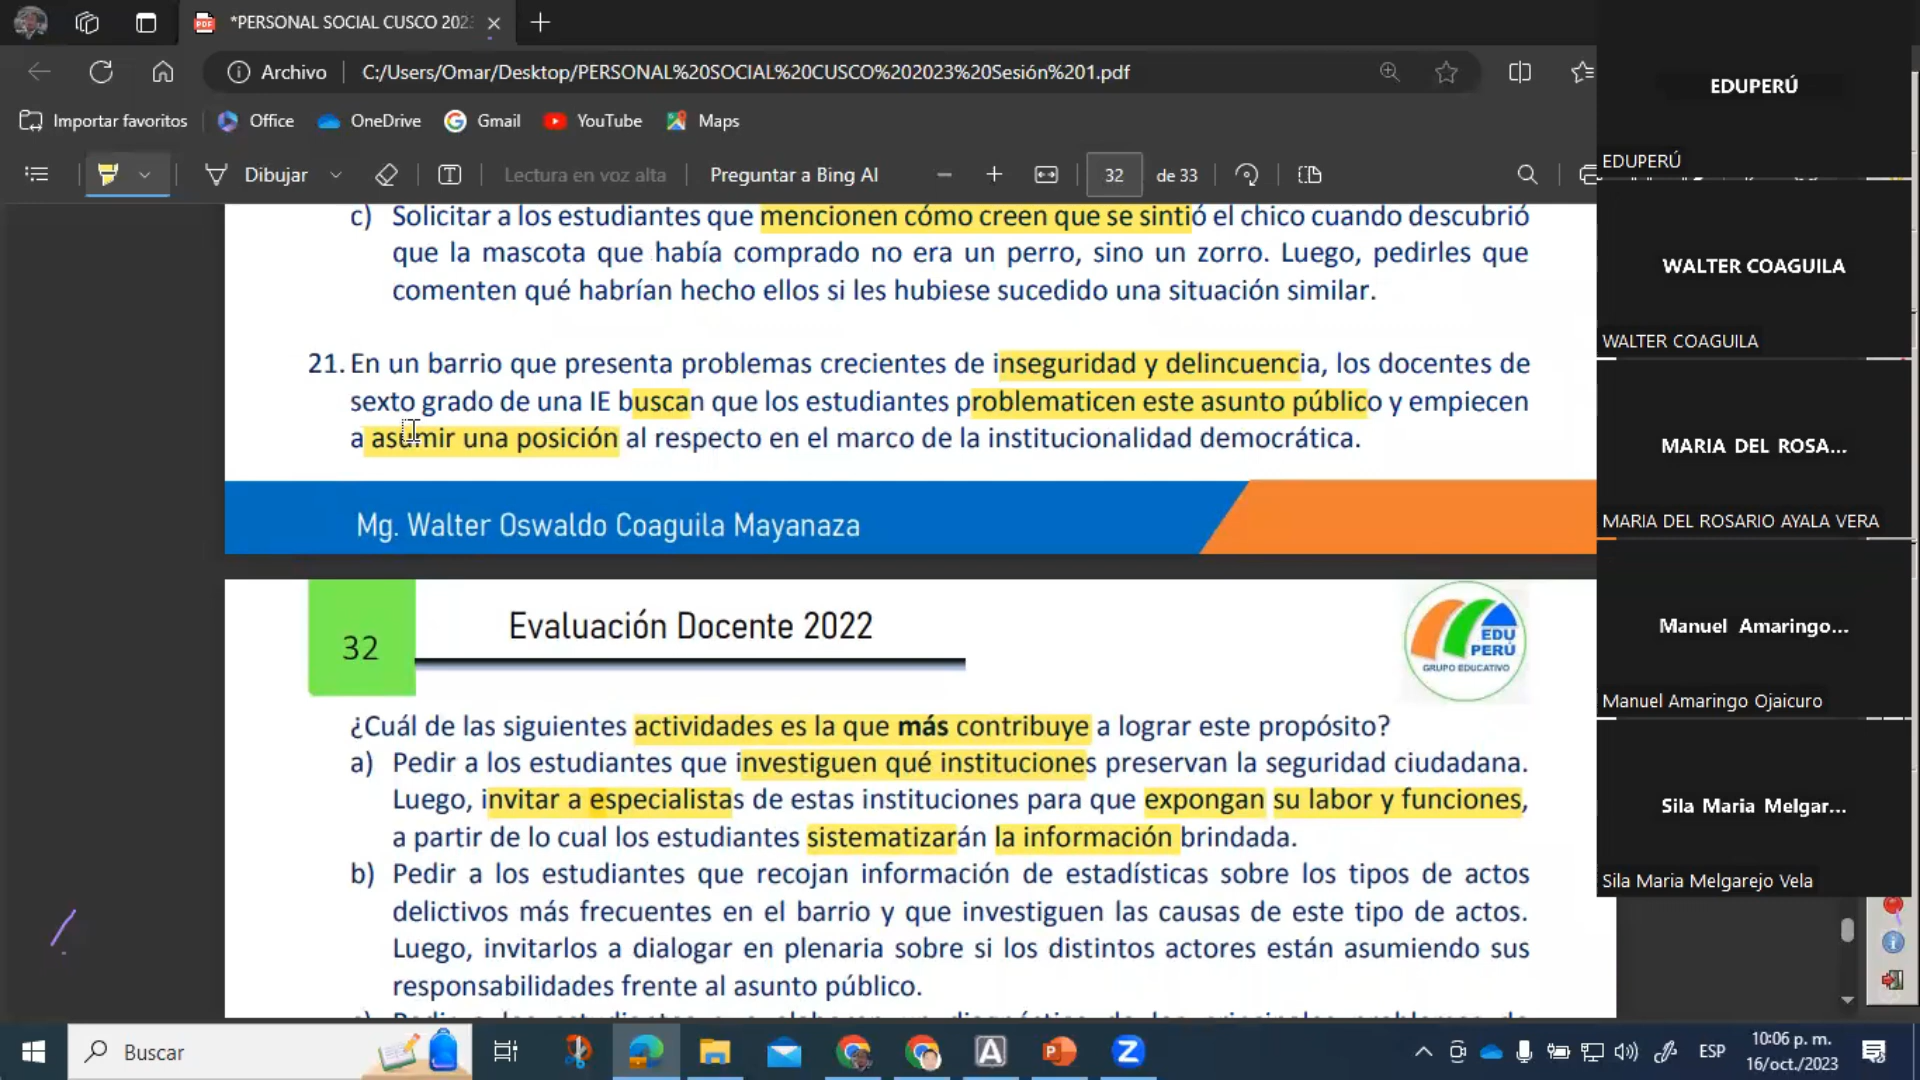 *PERSONAL SOCIAL CUSCO 202
Archivo
C:/Users/Omar/Desktop/PERSONAL%20SOCIAL%20CUSCO%202023%20Sesión%201.pdf
Importar favoritos
Office
OneDrive
Gmail
YouTube
Maps
Dibujar
Lectura en voz alta
Preguntar a Bing AI
32
de 33
c) Solicitar a los estudiantes que mencionen cómo creen que se sintió el chico cuando descubrió
que la mascota que había comprado no era un perro, sino un zorro. Luego, pedirles que
comenten qué habrían hecho ellos si les hubiese sucedido una situación similar.
21. En un barrio que presenta problemas crecientes de inseguridad y delincuencia, los docentes de
sexto grado de una IE buscan que los estudiantes problematicen este asunto público y empiecen
a asumir una posición al respecto en el marco de la institucionalidad democrática.
Mg. Walter Oswaldo Coaguila Mayanaza
32
Evaluación Docente 2022
EDU
PERÚ
GRUPO EDUCATIVO
¿Cuál de las siguientes actividades es la que más contribuye a lograr este propósito?
a) Pedir a los estudiantes que investiguen qué instituciones preservan la seguridad ciudadana.
Luego, invitar a especialistas de estas instituciones para que expongan su labor y funciones,
a partir de lo cual los estudiantes sistematizarán la información brindada.
b) Pedir a los estudiantes que recojan información de estadísticas sobre los tipos de actos
delictivos más frecuentes en el barrio y que investiguen las causas de este tipo de actos.
Luego, invitarlos a dialogar en plenaria sobre si los distintos actores están asumiendo sus
responsabilidades frente al asunto público.
EDUPERÚ
EDUPERÚ
WALTER COAGUILA
WALTER COAGUILA
MARIA DEL ROSA...
MARIA DEL ROSARIO AYALA VERA
Manuel Amaringo...
Manuel Amaringo Ojaicuro
Sila Maria Melgar...
Sila Maria Melgarejo Vela
Buscar
ESP
10:06 p. m.
16/oct./2023